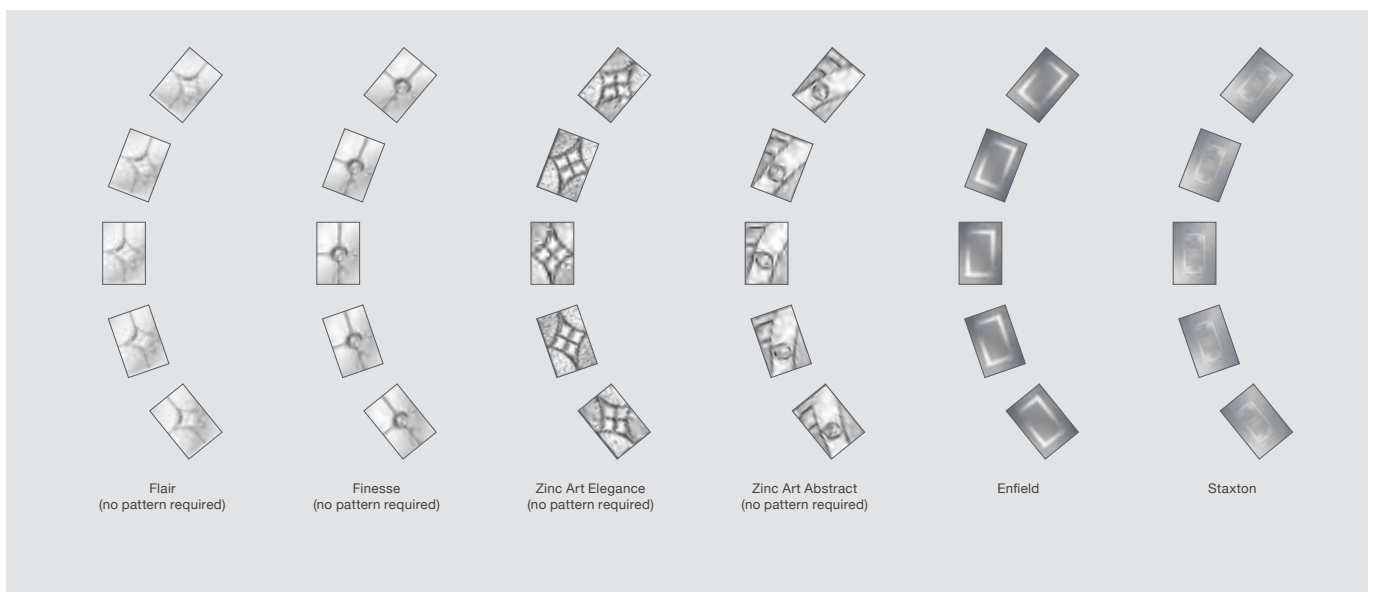 Flair
(no pattern required)
Finesse
(no pattern required)
Zinc Art Elegance
(no pattern required)
Zinc Art Abstract
(no pattern required)
Enfield
Staxton